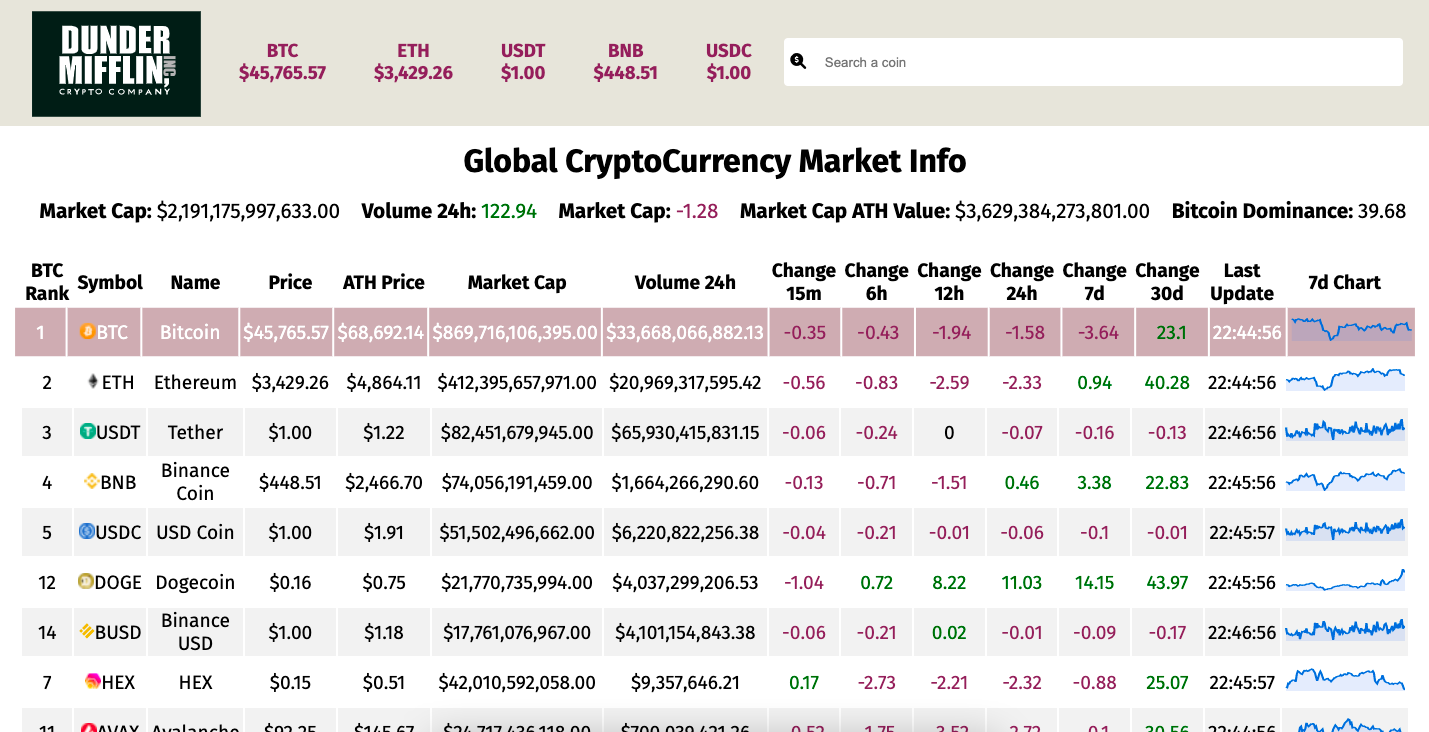 DUNDER
MIFFLIN, INC
CRYPTO COMPANY
BTC ETH USDT BNB USDC
$45,765.57 $3,429.26 $1.00 $448.51 $1.00
Search a coin
Global CryptoCurrency Market Info
Market Cap: $2,191,175,997,633.00 Volume 24h: 122.94 Market Cap: -1.28 Market Cap ATH Value: $3,629,384,273,801.00 Bitcoin Dominance: 39.68
BTC Rank Symbol Name Price ATH Price Market Cap Volume 24h Change 15m Change 6h Change 12h Change 24h Change 7d Change 30d Last Update 7d Chart
1 BTC Bitcoin $45,765.57 $68,692.14 $869,716,106,395.00 $33,668,066,882.13 -0.35 -0.43 -1.94 -1.58 -3.64 23.1 22:44:56
2 ETH Ethereum $3,429.26 $4,864.11 $412,395,657,971.00 $20,969,317,595.42 -0.56 -0.83 -2.59 -2.33 0.94 40.28 22:44:56
3 USDT Tether $1.00 $1.22 $82,451,679,945.00 $65,930,415,831.15 -0.06 -0.24 0 -0.07 -0.16 -0.13 22:46:56
4 BNB Binance Coin $448.51 $2,466.70 $74,056,191,459.00 $1,664,266,290.60 -0.13 -0.71 -1.51 0.46 3.38 22.83 22:45:56
5 USDC USD Coin $1.00 $1.91 $51,502,496,662.00 $6,220,822,256.38 -0.04 -0.21 -0.01 -0.06 -0.1 -0.01 22:45:57
12 DOGE Dogecoin $0.16 $0.75 $21,770,735,994.00 $4,037,299,206.53 -1.04 0.72 8.22 11.03 14.15 43.97 22:45:56
14 BUSD Binance USD $1.00 $1.18 $17,761,076,967.00 $4,101,154,843.38 -0.06 -0.21 0.02 -0.01 -0.09 -0.17 22:46:56
7 HEX HEX $0.15 $0.51 $42,010,592,058.00 $9,357,646.21 0.17 -2.73 -2.21 -2.32 -0.88 25.07 22:45:57
11 AVAX Avalanche